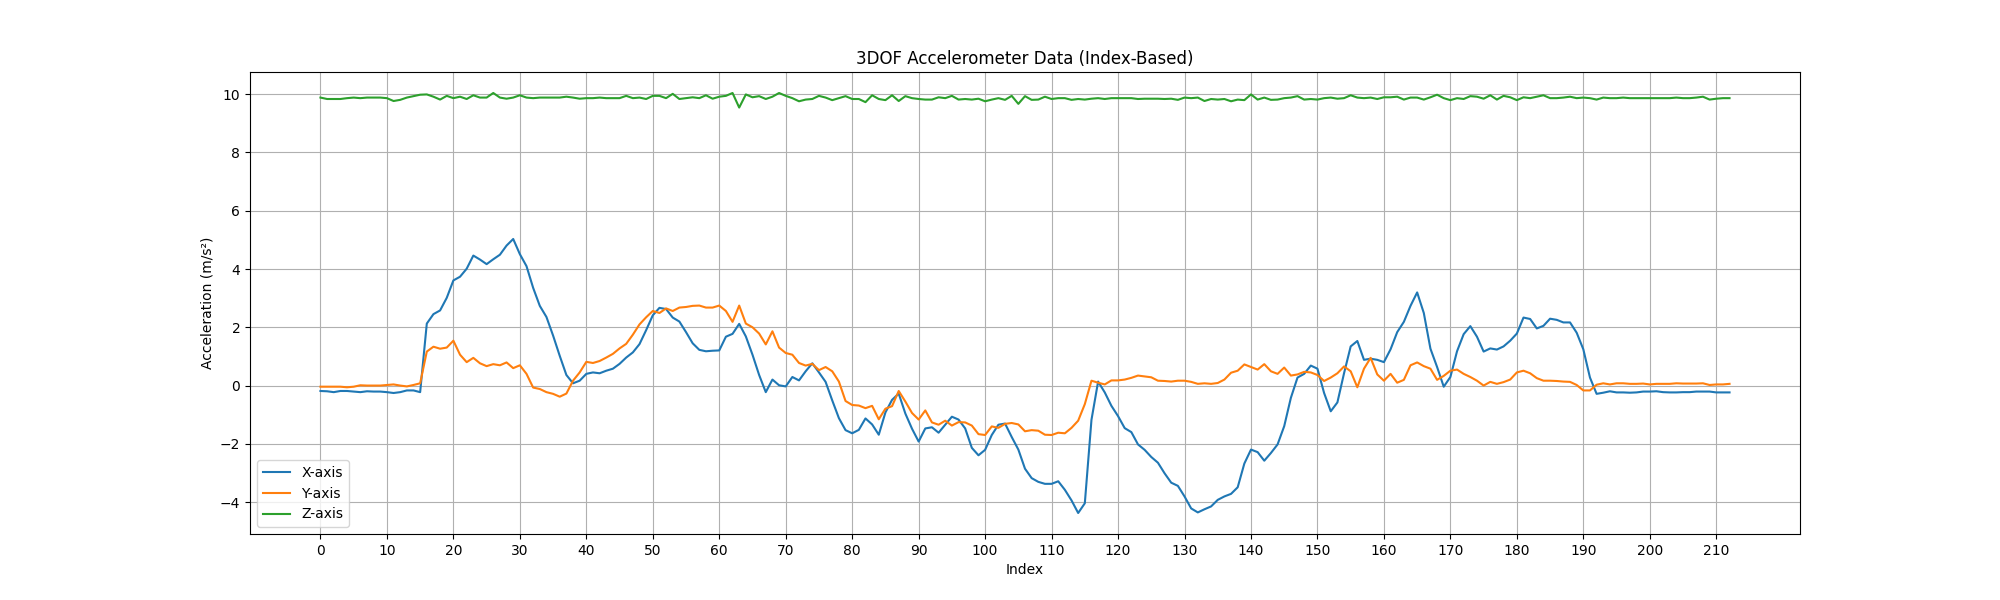 3DOF Accelerometer Data (Index-Based)
Acceleration (m/s²)
10
8
6
4
2
0
−2
−4
X-axis
Y-axis
Z-axis
0 10 20 30 40 50 60 70 80 90 100 110 120 130 140 150 160 170 180 190 200 210
Index